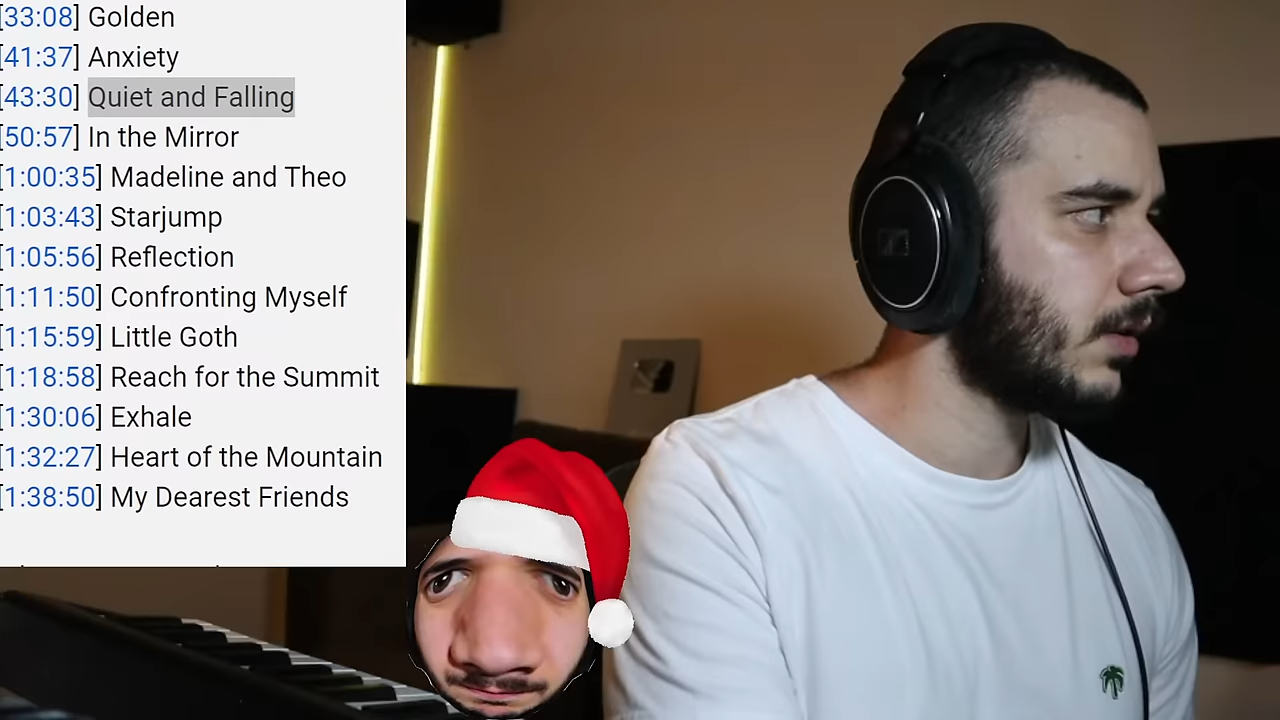 [33:08] Golden
[41:37] Anxiety
[43:30] Quiet and Falling
[50:57] In the Mirror
[1:00:35] Madeline and Theo
[1:03:43] Starjump
[1:05:56] Reflection
[1:11:50] Confronting Myself
[1:15:59] Little Goth
[1:18:58] Reach for the Summit
[1:30:06] Exhale
[1:32:27] Heart of the Mountain
[1:38:50] My Dearest Friends